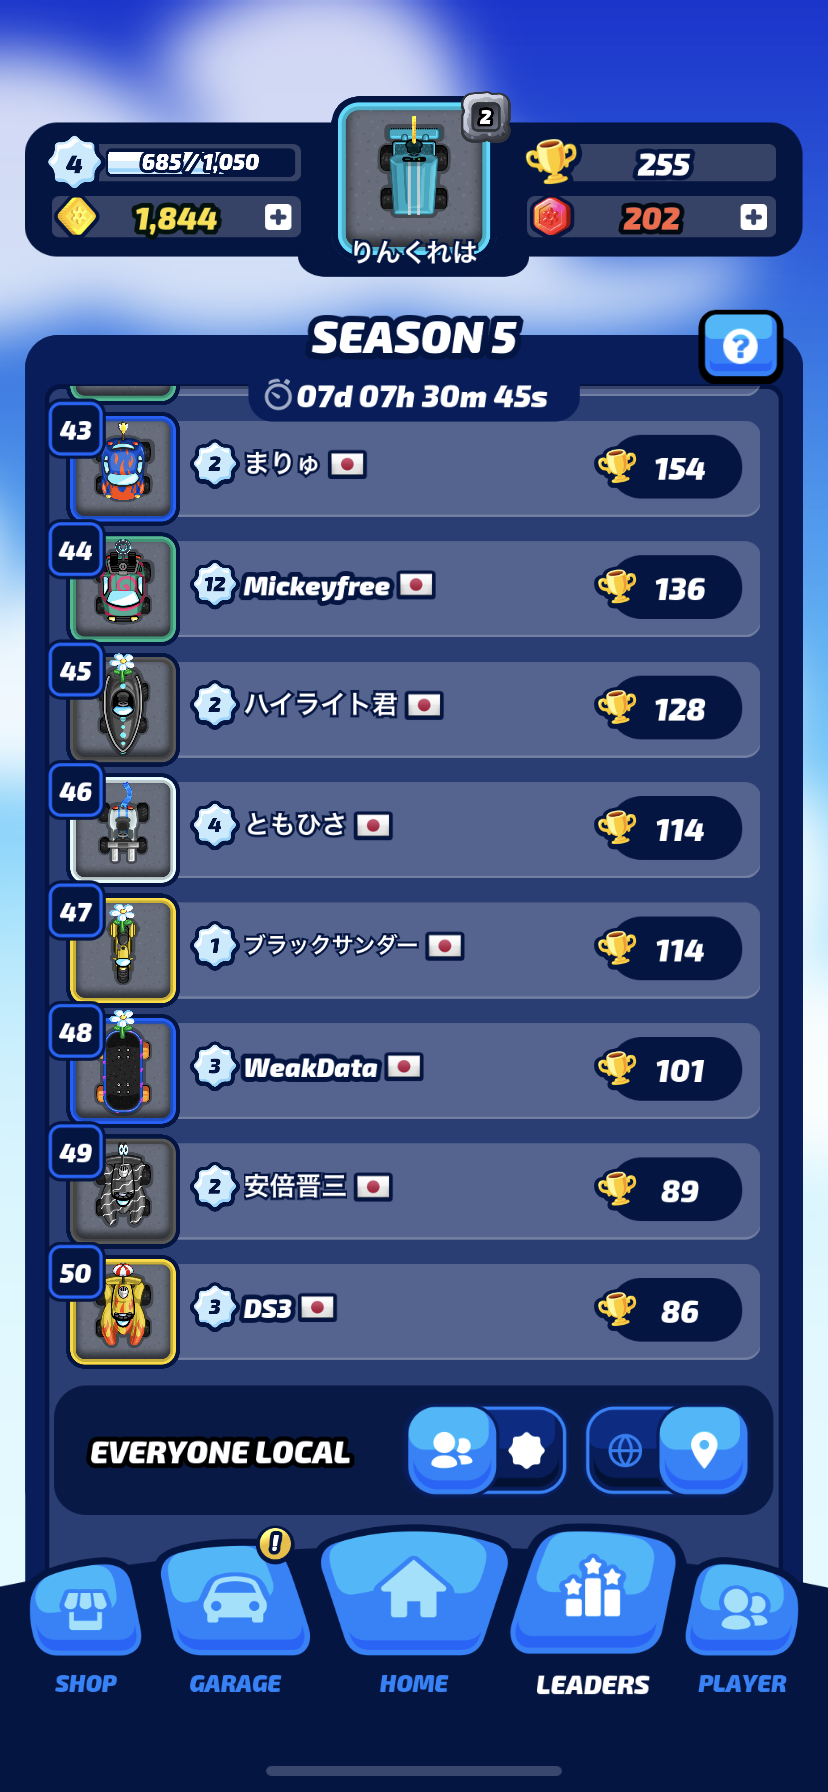 4 685/1,050
2
255
1,844
202
りんくれは
SEASON 5
07d 07h 30m 45s
43 2 まりゅ 154
44 12 Mickeyfree 136
45 2 ハイライト君 128
46 4 ともひさ 114
47 1 ブラックサンダー 114
48 3 WeakData 101
49 2 安倍晋三 89
50 3 DS3 86
EVERYONE LOCAL
SHOP GARAGE HOME LEADERS PLAYER